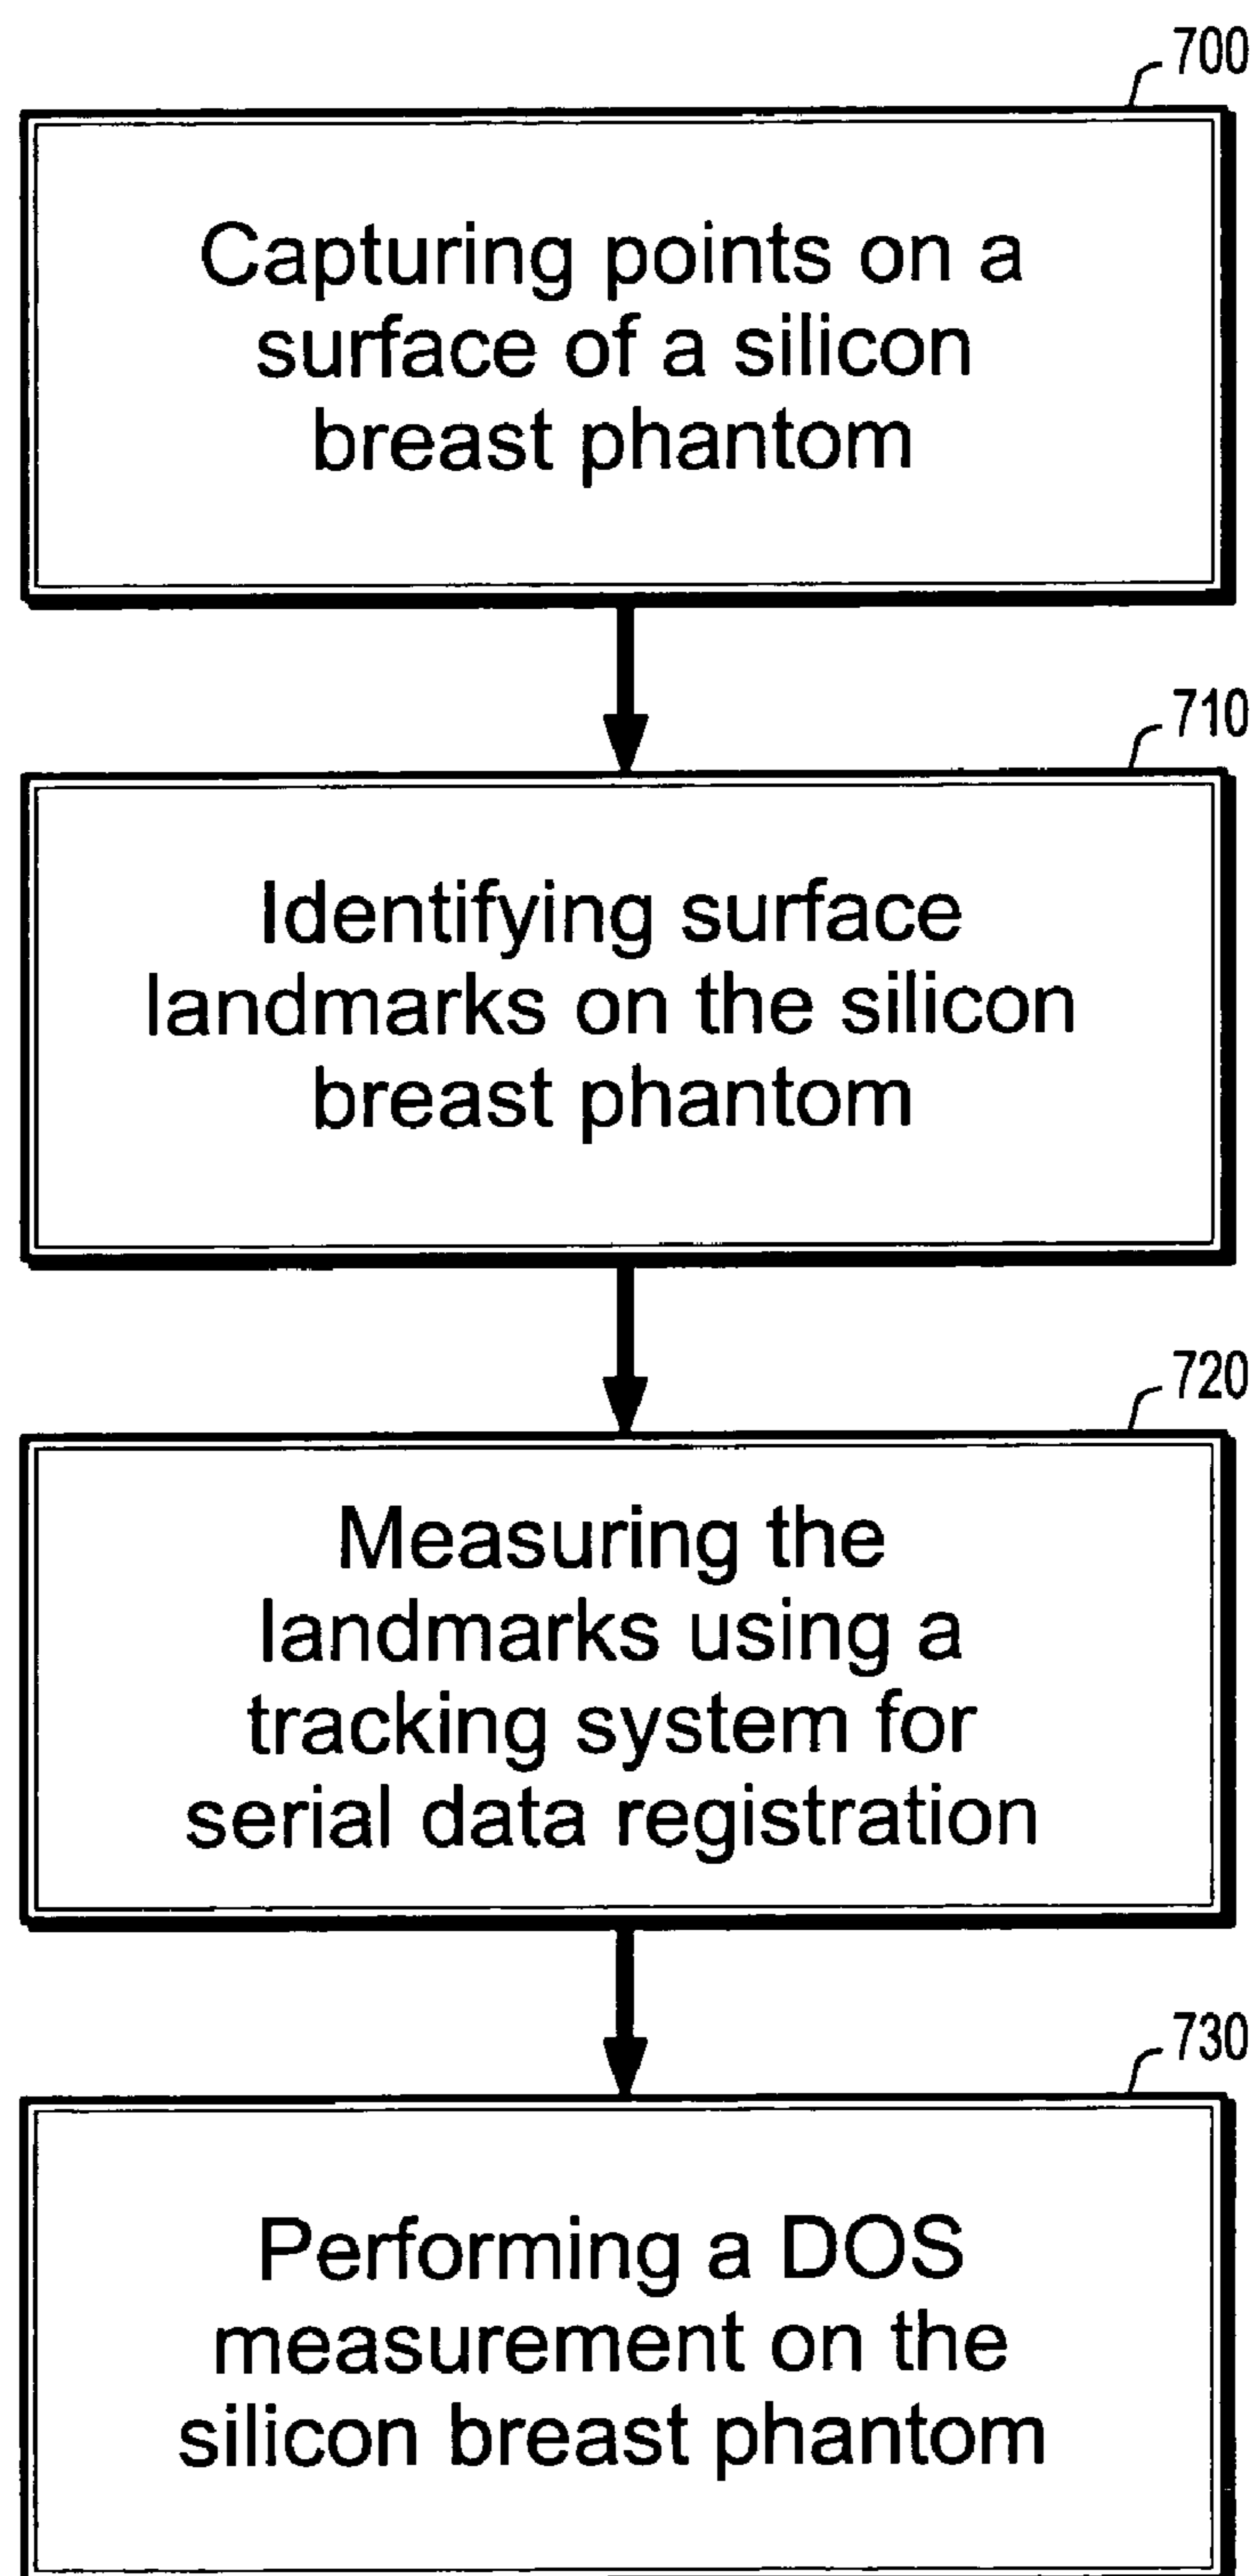 700
Capturing points on a
surface of a silicon
breast phantom
710
Identifying surface
landmarks on the silicon
breast phantom
720
Measuring the
landmarks using a
tracking system for
serial data registration
730
Performing a DOS
measurement on the
silicon breast phantom